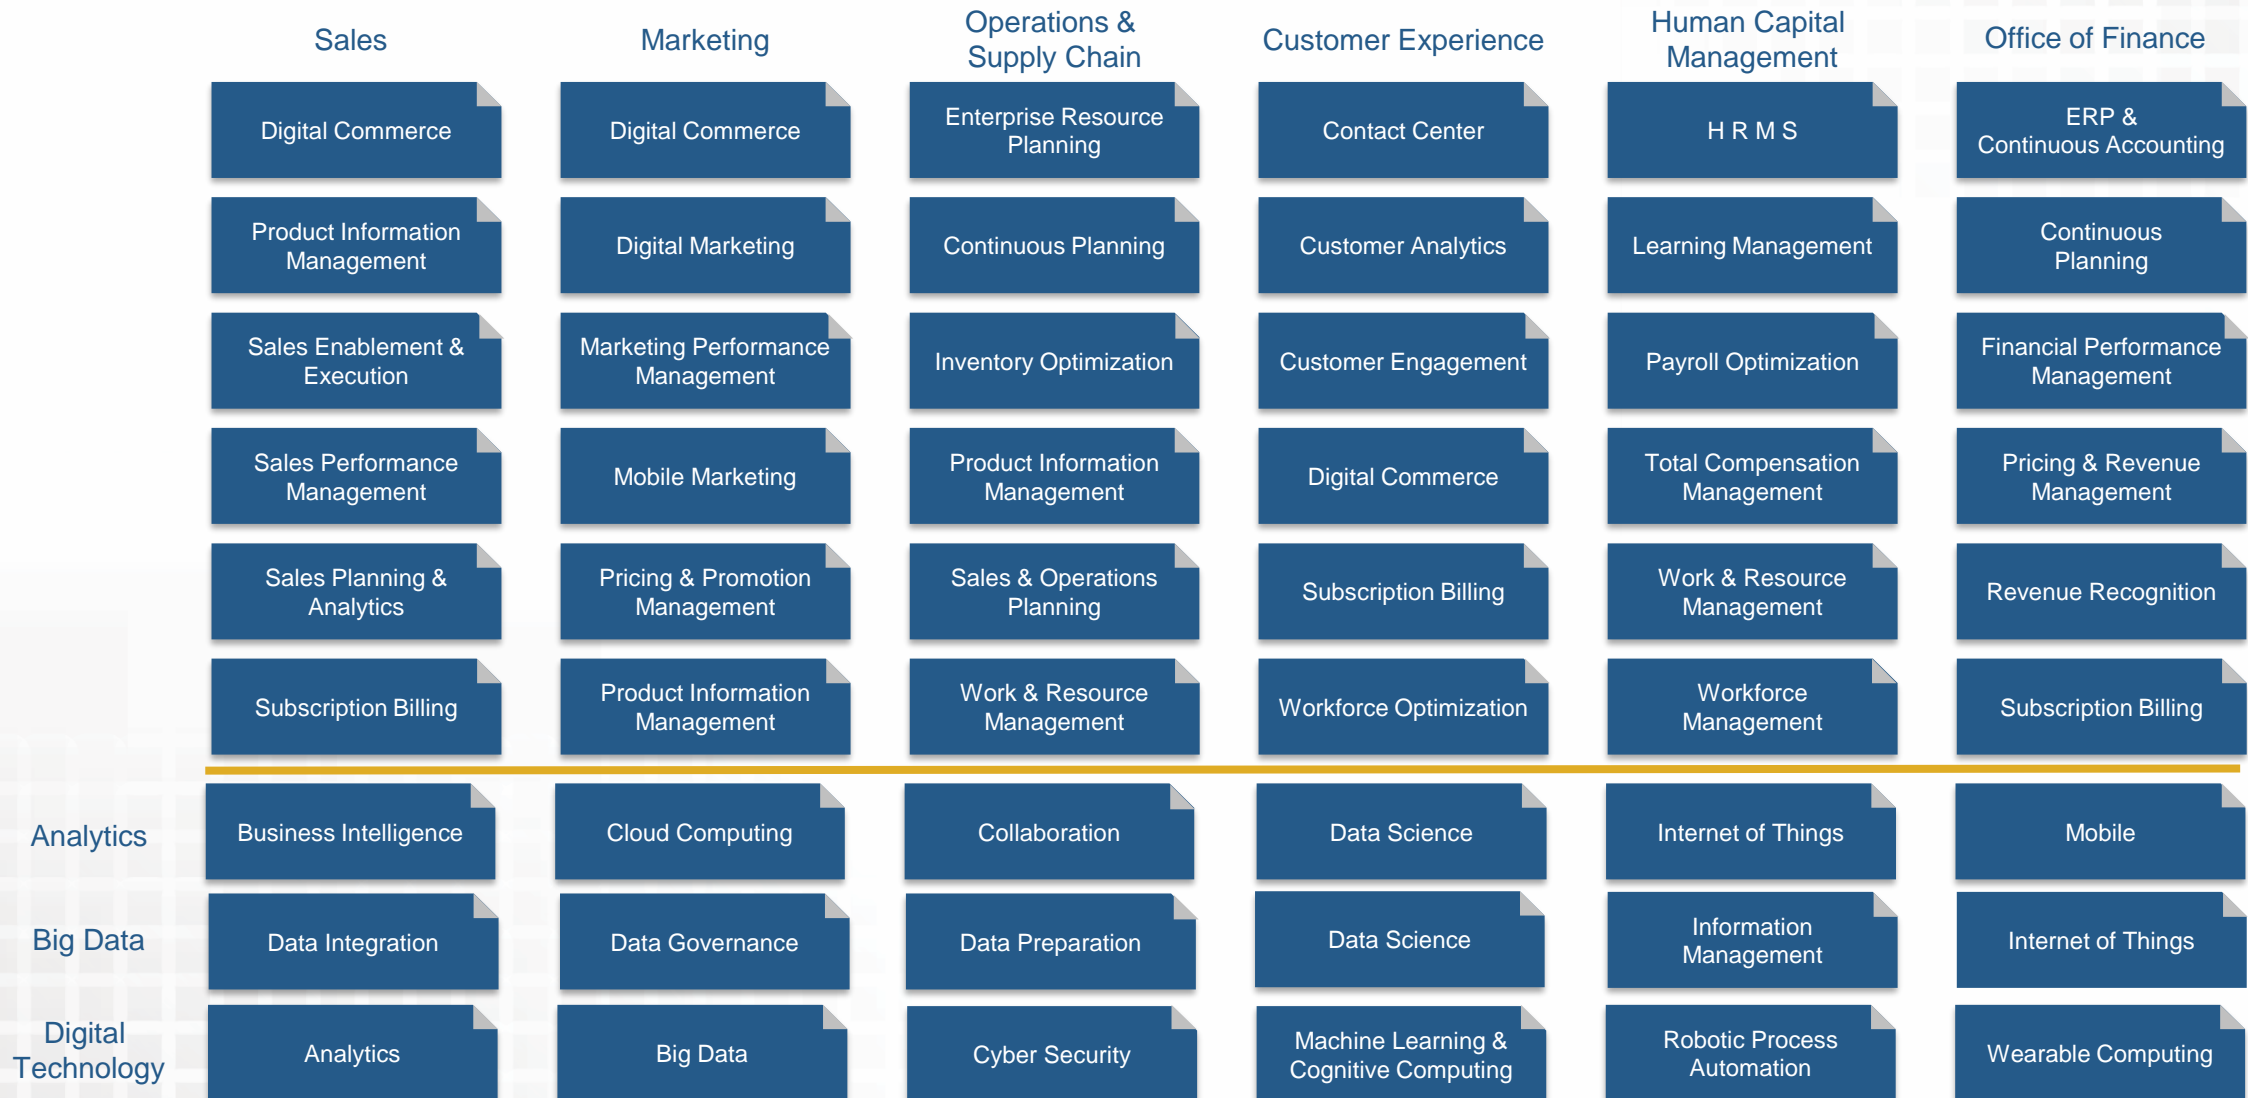 Sales
Marketing
Operations &
Supply Chain
Customer Experience
Human Capital
Management
Office of Finance
Digital Commerce
Digital Commerce
Enterprise Resource
Planning
Contact Center
H R M S
ERP &
Continuous Accounting
Product Information
Management
Digital Marketing
Continuous Planning
Customer Analytics
Learning Management
Continuous
Planning
Sales Enablement &
Execution
Marketing Performance
Management
Inventory Optimization
Customer Engagement
Payroll Optimization
Financial Performance
Management
Sales Performance
Management
Mobile Marketing
Product Information
Management
Digital Commerce
Total Compensation
Management
Pricing & Revenue
Management
Sales Planning &
Analytics
Pricing & Promotion
Management
Sales & Operations
Planning
Subscription Billing
Work & Resource
Management
Revenue Recognition
Subscription Billing
Product Information
Management
Work & Resource
Management
Workforce Optimization
Workforce
Management
Subscription Billing
Analytics
Business Intelligence
Cloud Computing
Collaboration
Data Science
Internet of Things
Mobile
Big Data
Data Integration
Data Governance
Data Preparation
Data Science
Information
Management
Internet of Things
Digital
Technology
Analytics
Big Data
Cyber Security
Machine Learning &
Cognitive Computing
Robotic Process
Automation
Wearable Computing